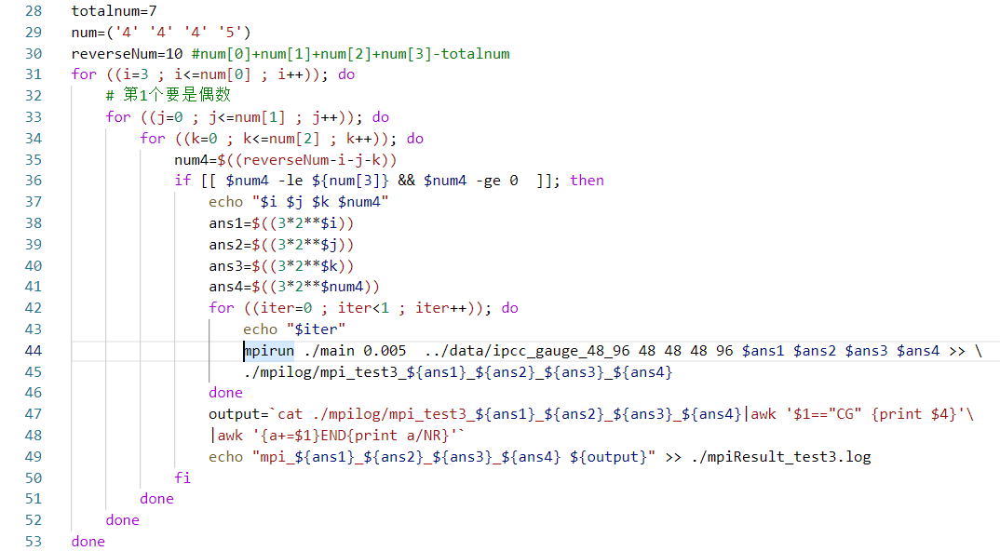 28 totalnum=7
29 num=('4' '4' '4' '5')
30 reverseNum=10 #num[0]+num[1]+num[2]+num[3]-totalnum
31 for ((i=3 ; i<=num[0] ; i++)); do
32     # 第1个要是偶数
33     for ((j=0 ; j<=num[1] ; j++)); do
34         for ((k=0 ; k<=num[2] ; k++)); do
35             num4=$((reverseNum-i-j-k))
36             if [[ $num4 -le ${num[3]} && $num4 -ge 0  ]]; then
37                 echo "$i $j $k $num4"
38                 ans1=$((3*2**$i))
39                 ans2=$((3*2**$j))
40                 ans3=$((3*2**$k))
41                 ans4=$((3*2**$num4))
42                 for ((iter=0 ; iter<1 ; iter++)); do
43                     echo "$iter"
44                     mpirun ./main 0.005  ../data/ipcc_gauge_48_96 48 48 48 96 $ans1 $ans2 $ans3 $ans4 >> \
45                     ./mpilog/mpi_test3_${ans1}_${ans2}_${ans3}_${ans4}
46                 done
47                 output=`cat ./mpilog/mpi_test3_${ans1}_${ans2}_${ans3}_${ans4}|awk '$1=="CG" {print $4}'\
48                 |awk '{a+=$1}END{print a/NR}'`
49                 echo "mpi_${ans1}_${ans2}_${ans3}_${ans4} ${output}" >> ./mpiResult_test3.log
50             fi
51         done
52     done
53 done